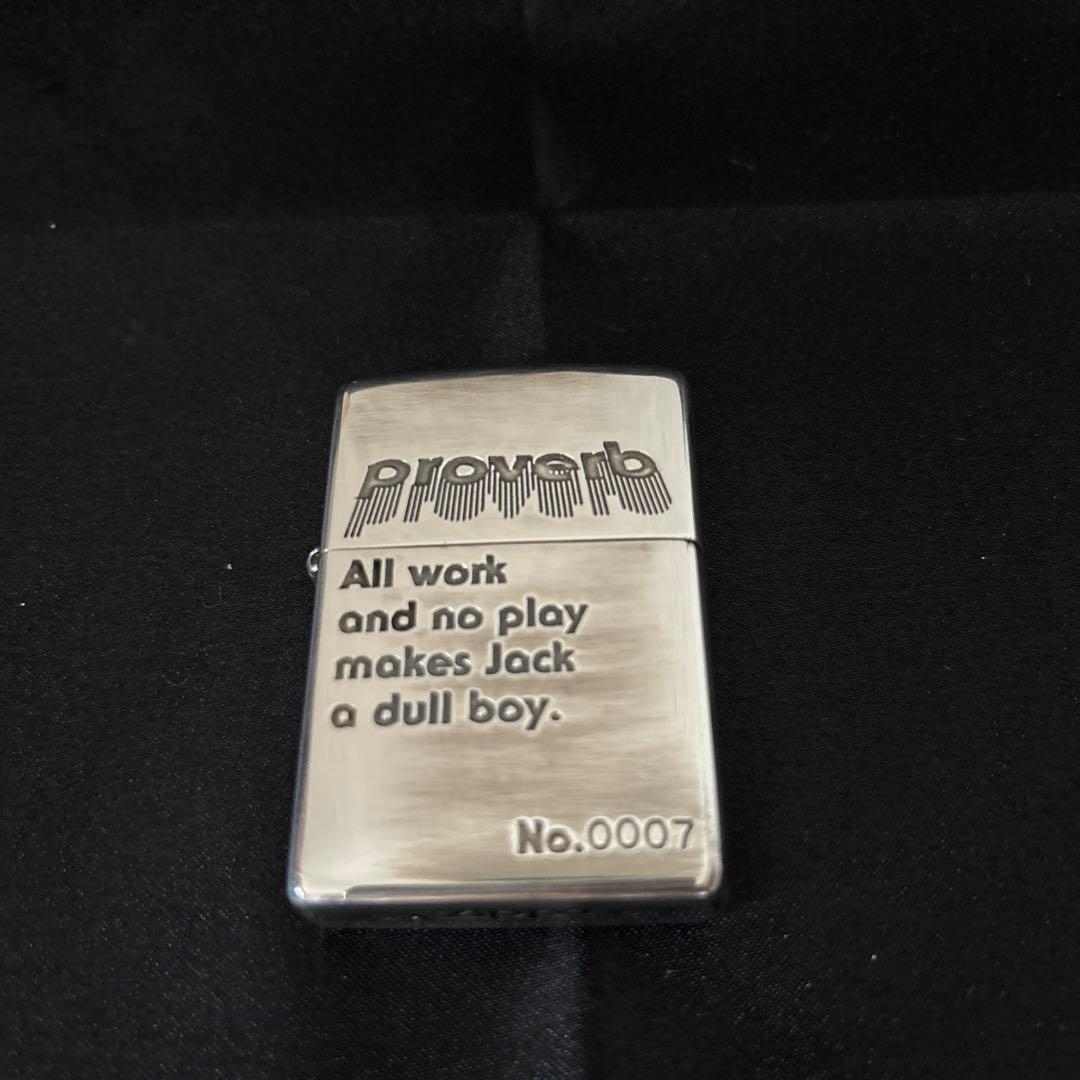 proverb
All work
and no play
makes Jack
a dull boy.
No.0007